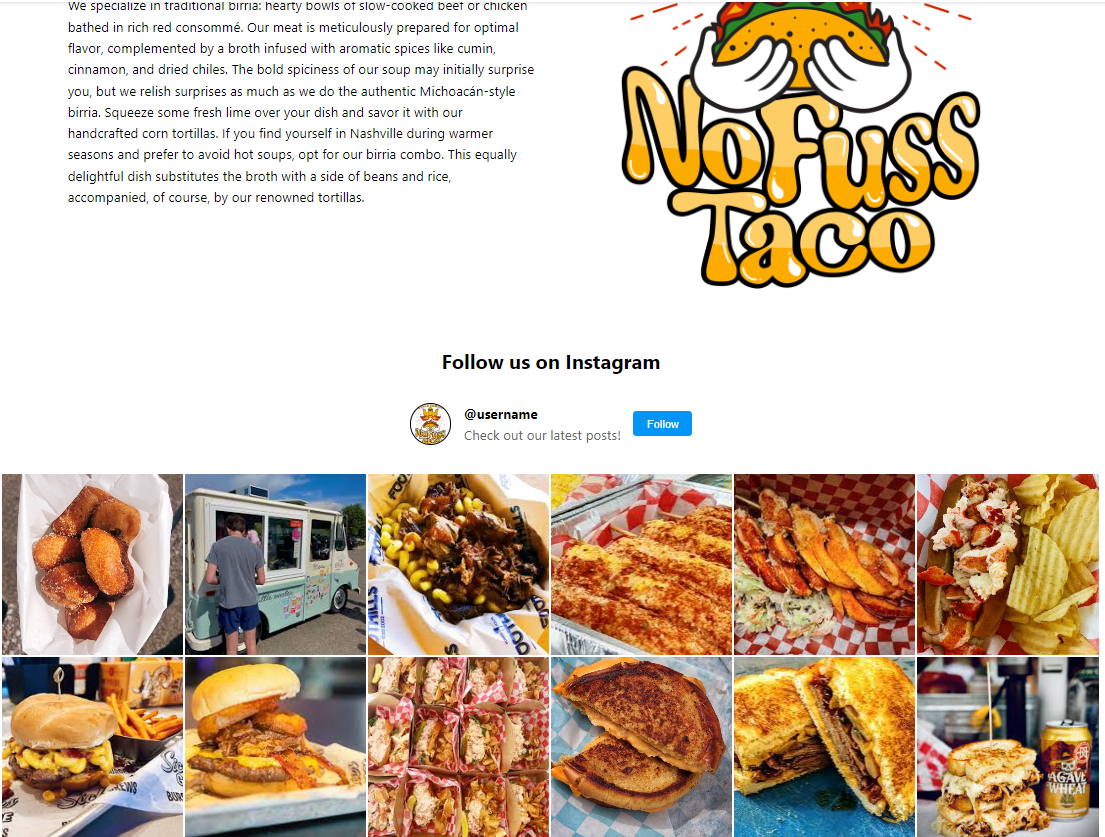 We specialize in traditional birria: hearty bowls of slow-cooked beef or chicken
bathed in rich red consommé. Our meat is meticulously prepared for optimal
flavor, complemented by a broth infused with aromatic spices like cumin,
cinnamon, and dried chiles. The bold spiciness of our soup may initially surprise
you, but we relish surprises as much as we do the authentic Michoacán-style
birria. Squeeze some fresh lime over your dish and savor it with our
handcrafted corn tortillas. If you find yourself in Nashville during warmer
seasons and prefer to avoid hot soups, opt for our birria combo. This equally
delightful dish substitutes the broth with a side of beans and rice,
accompanied, of course, by our renowned tortillas.
No Fuss
Taco
Follow us on Instagram
@username
Check out our latest posts!
Follow
AGAVE
WHEAT